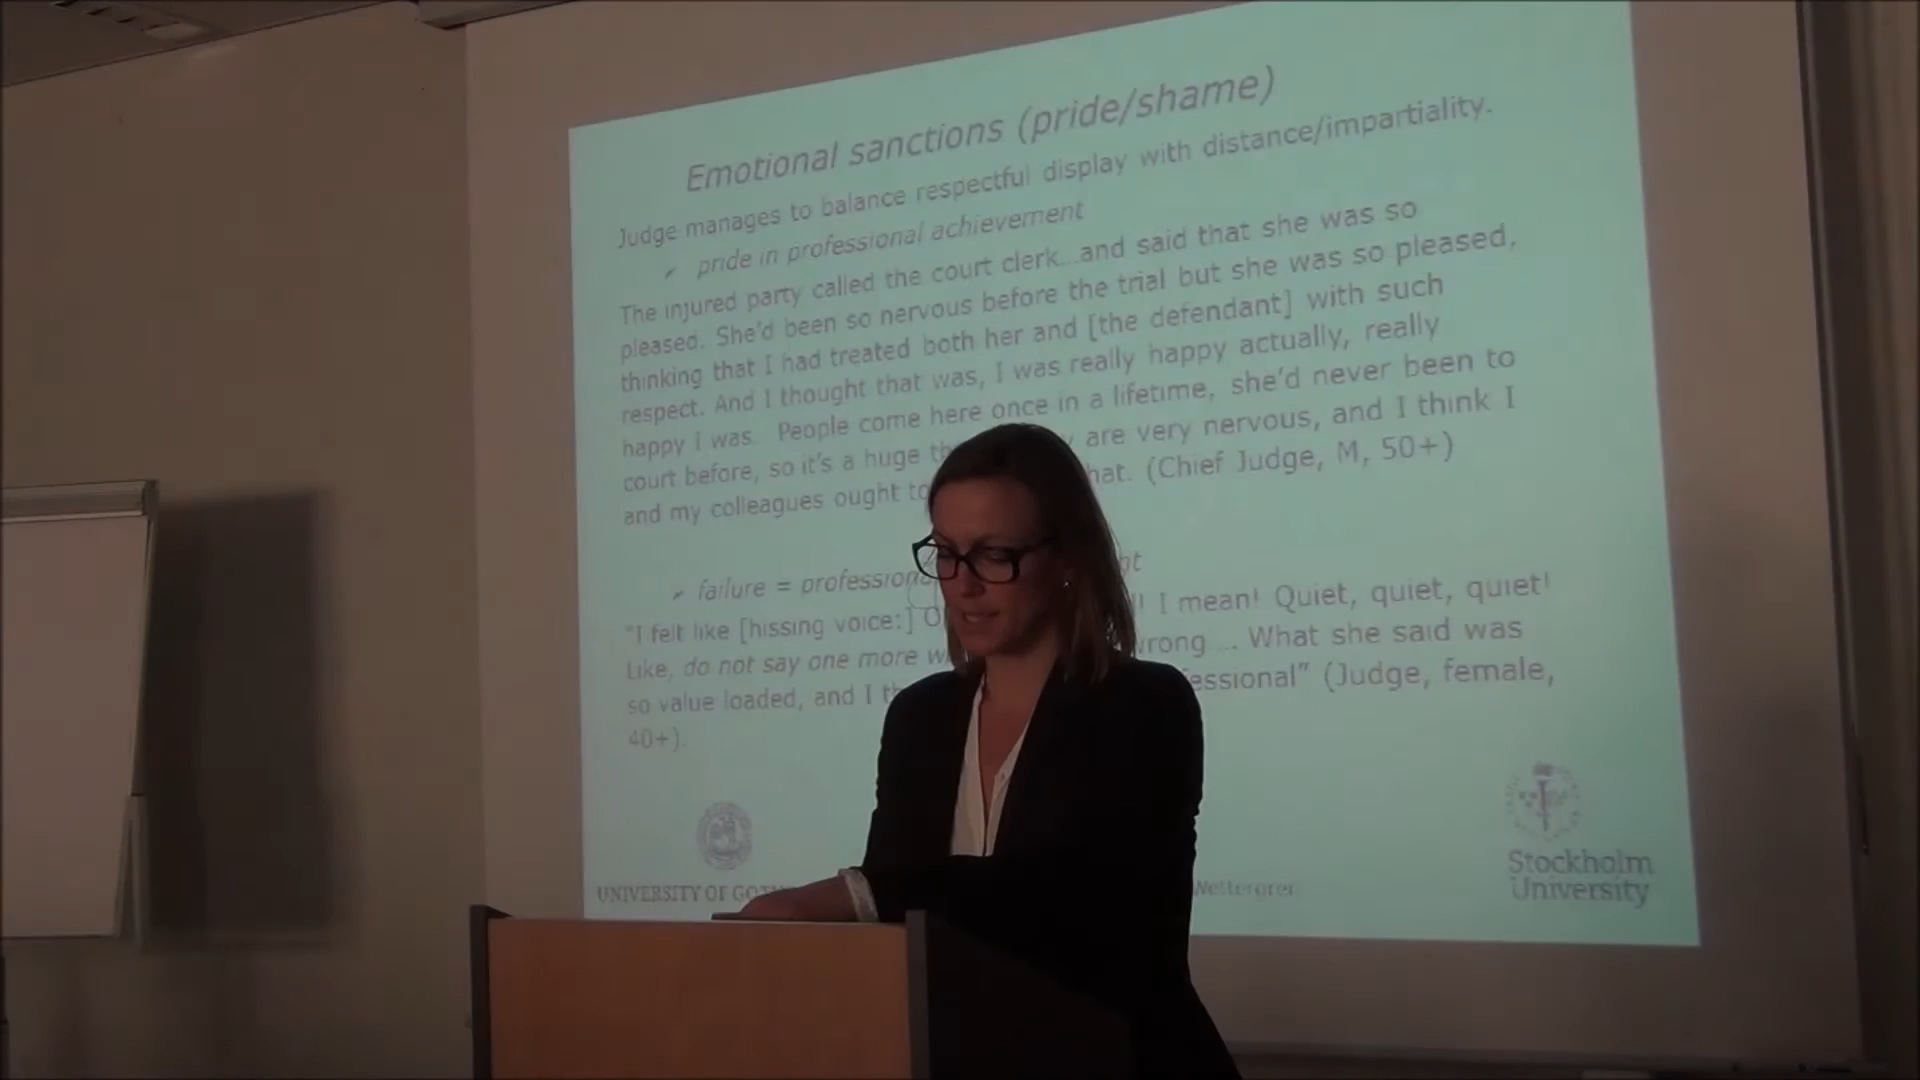 Emotional sanctions (pride/shame)
Judge manages to balance respectful display with distance/impartiality.
pride in professional achievement
The injured party called the court clerk...and said that she was so
pleased. She'd been so nervous before the trial but she was so pleased,
thinking that I had treated both her and [the defendant] with such
respect. And I thought that was, I was really happy actually, really
happy I was. People come here once in a lifetime, she'd never been to
court before, so it's a huge are very nervous, and I think I
and my colleagues ought to hat. (Chief Judge, M, 50+)
failure = professiona nt
"I felt like [hissing voice:] O ! I mean! Quiet, quiet, quiet!
Like, do not say one more w wrong ... What she said was
so value loaded, and I th essional" (Judge, female,
40+).
UNIVERSITY OF GO Wettergren
Stockholm
University